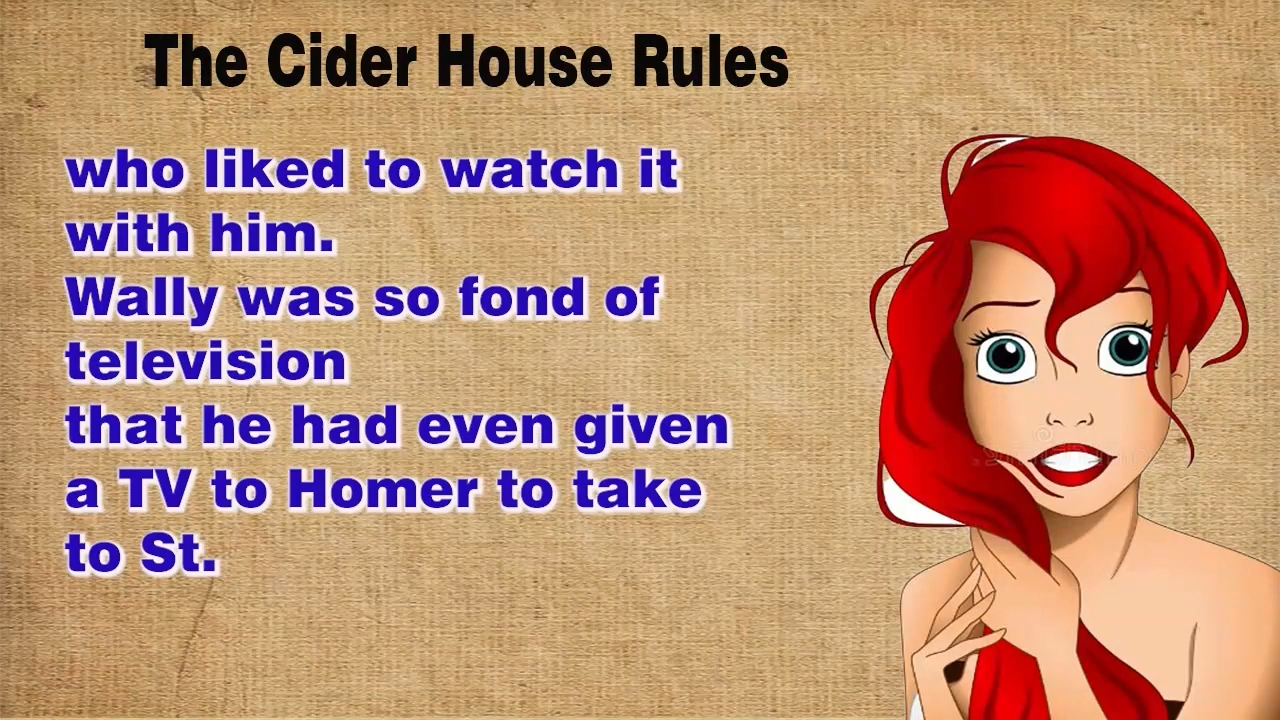 The Cider House Rules
who liked to watch it
with him.
Wally was so fond of
television
that he had even given
a TV to Homer to take
to St.